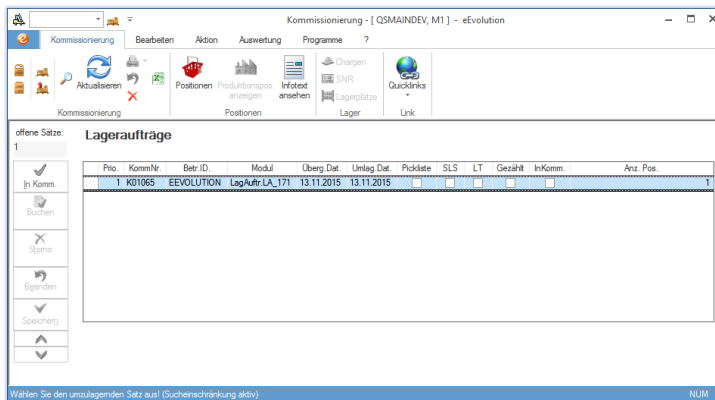 Kommissionierung - [ QSMAINDEV, M1 ] - eEvolution
Kommissionierung Bearbeiten Aktion Auswertung Programme ?
Aktualisieren
Positionen
Produktionspos. anzeigen
Infotext ansehen
Chargen
SNR
Lagerplätze
Quicklinks
Kommissionierung Positionen Lager Link
offene Sätze:
1
Lageraufträge
In Komm.
Buchen
Storno
Beenden
Speichern
Prio. KommNr. Betr.ID. Modul Überg.Dat. Umlag.Dat. Pickliste SLS LT Gezählt InKomm. Anz. Pos.
1 K01065 EEVOLUTION LagAuftr.LA_171 13.11.2015 13.11.2015 1
Wählen Sie den umzulagernden Satz aus! (Sucheinschränkung aktiv) NUM